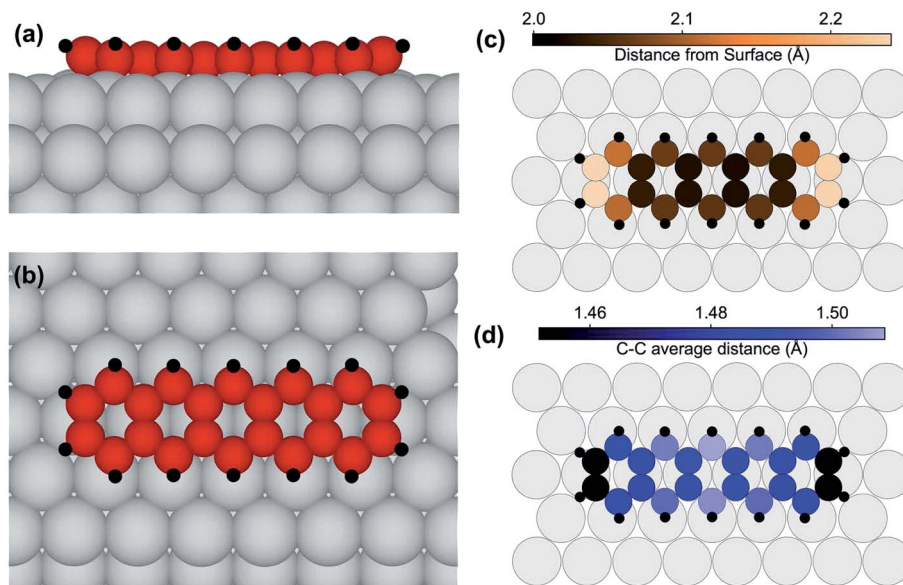 (a)
(b)
(c)
2.0 2.1 2.2
Distance from Surface (Å)
(d)
1.46 1.48 1.50
C-C average distance (Å)